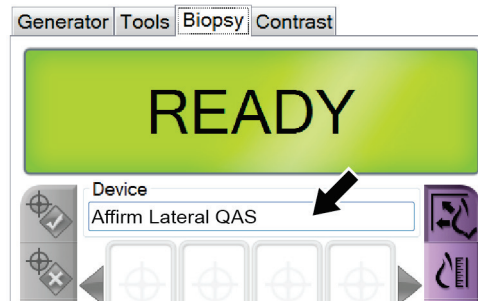 Generator Tools Biopsy Contrast
READY
Device
Affirm Lateral QAS